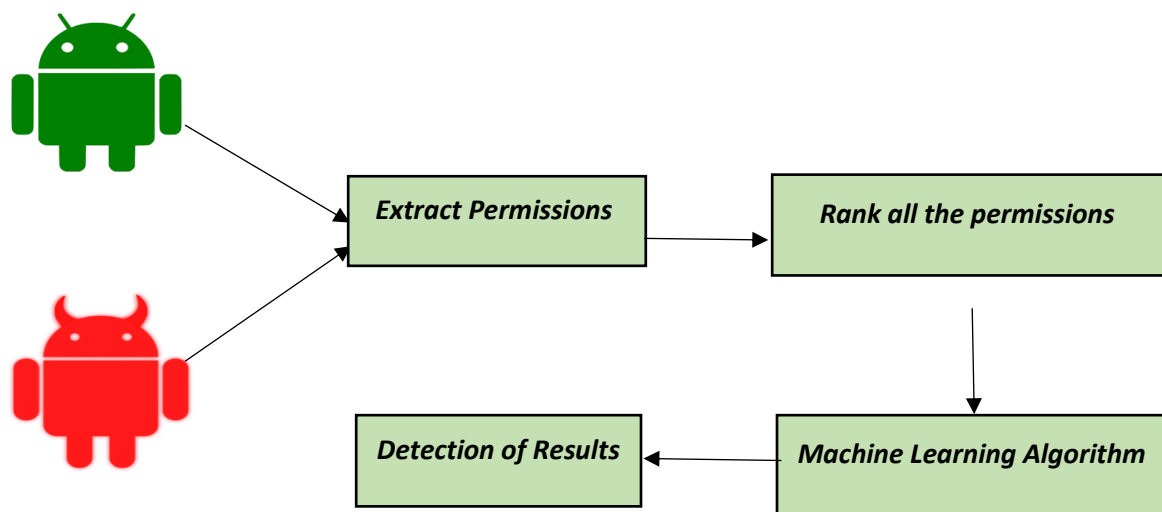 Extract Permissions
Rank all the permissions
Machine Learning Algorithm
Detection of Results